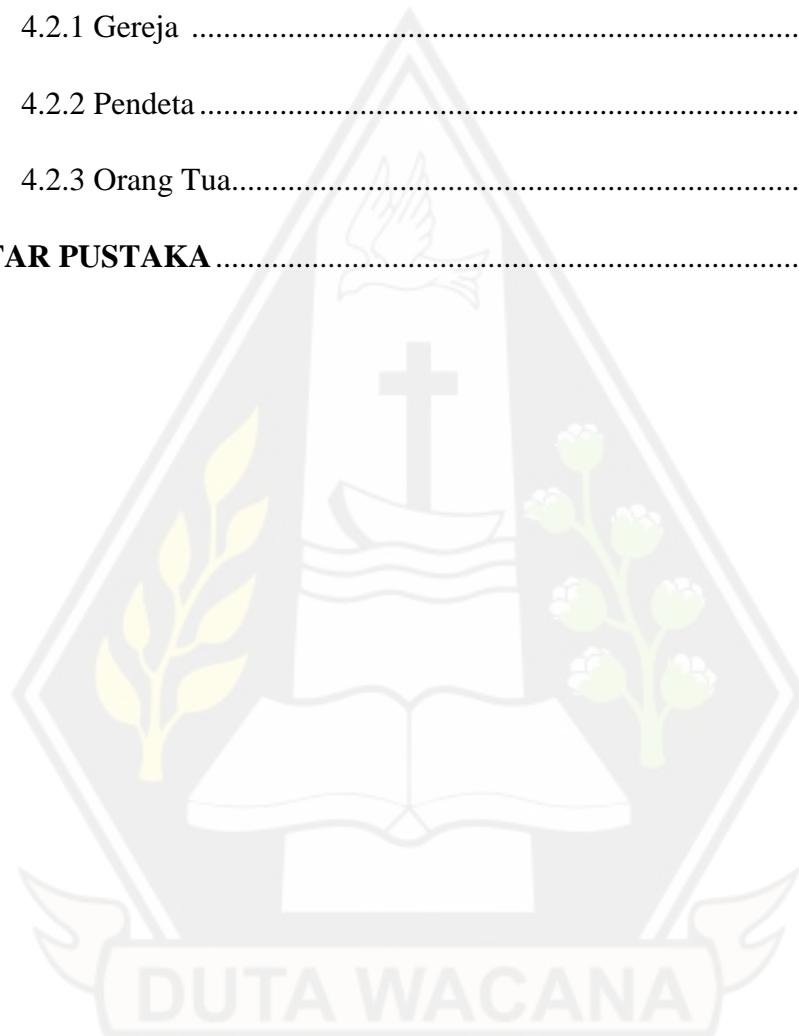 4.2.1 Gereja ............................................................................
4.2.2 Pendeta ...........................................................................
4.2.3 Orang Tua.......................................................................
TAR PUSTAKA .........................................................................
DUTA WACANA